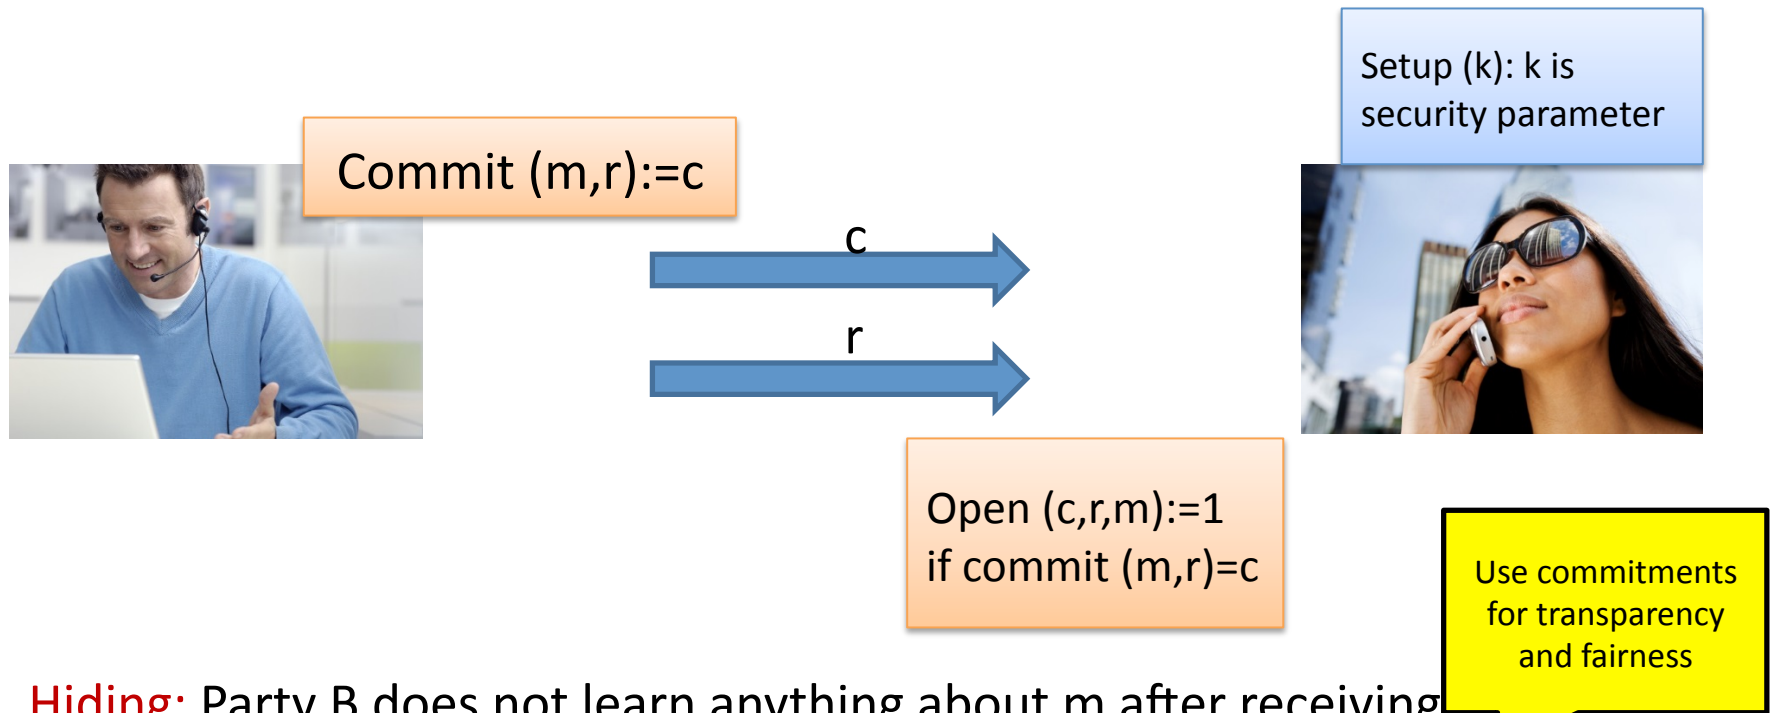 Setup (k): k is
security parameter
Commit (m,r):=c
c
r
Open (c,r,m):=1
if commit (m,r)=c
Use commitments
for transparency
and fairness
Hiding: Party B does not learn anything about m after receiving